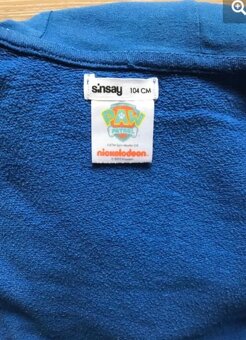 sinsay 104 CM
PAW
PATROL
nickelodeon